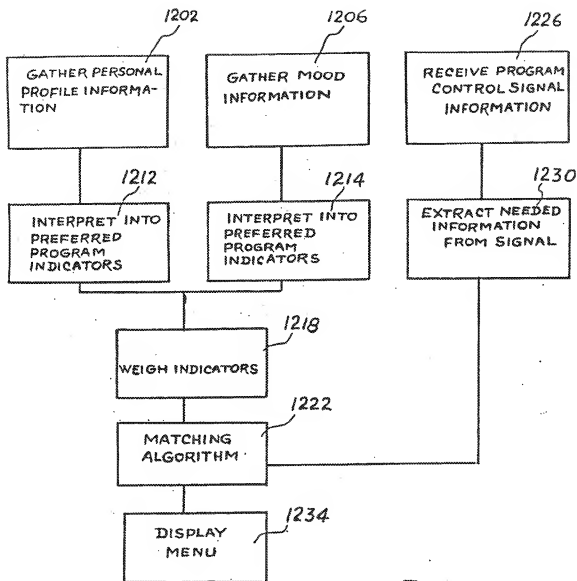 1202
1206
1226
GATHER PERSONAL
PROFILE INFORMA-
TION
GATHER MOOD
INFORMATION
RECEIVE PROGRAM
CONTROL SIGNAL
INFORMATION
1212
1214
1230
INTERPRET INTO
PREFERRED
PROGRAM
INDICATORS
INTERPRET INTO
PREFERRED
PROGRAM
INDICATORS
EXTRACT NEEDED
INFORMATION
FROM SIGNAL
1218
WEIGH INDICATORS
1222
MATCHING
ALGORITHM
1234
DISPLAY
MENU